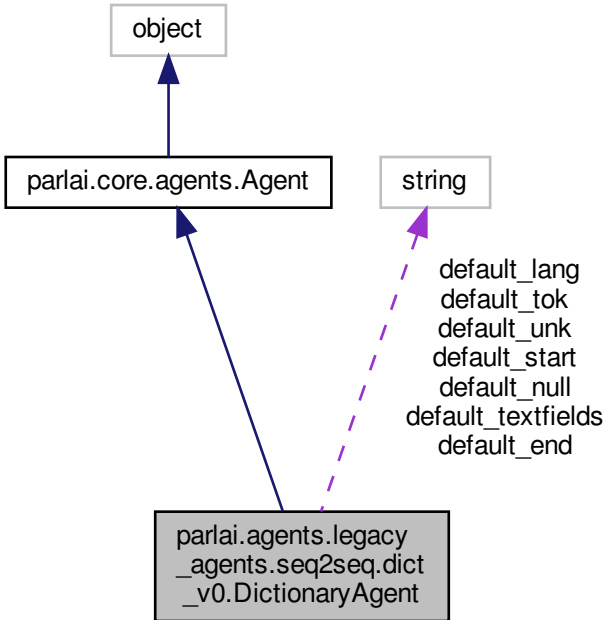 object
parlai.core.agents.Agent
string
default_lang
default_tok
default_unk
default_start
default_null
default_textfields
default_end
parlai.agents.legacy
_agents.seq2seq.dict
_v0.DictionaryAgent